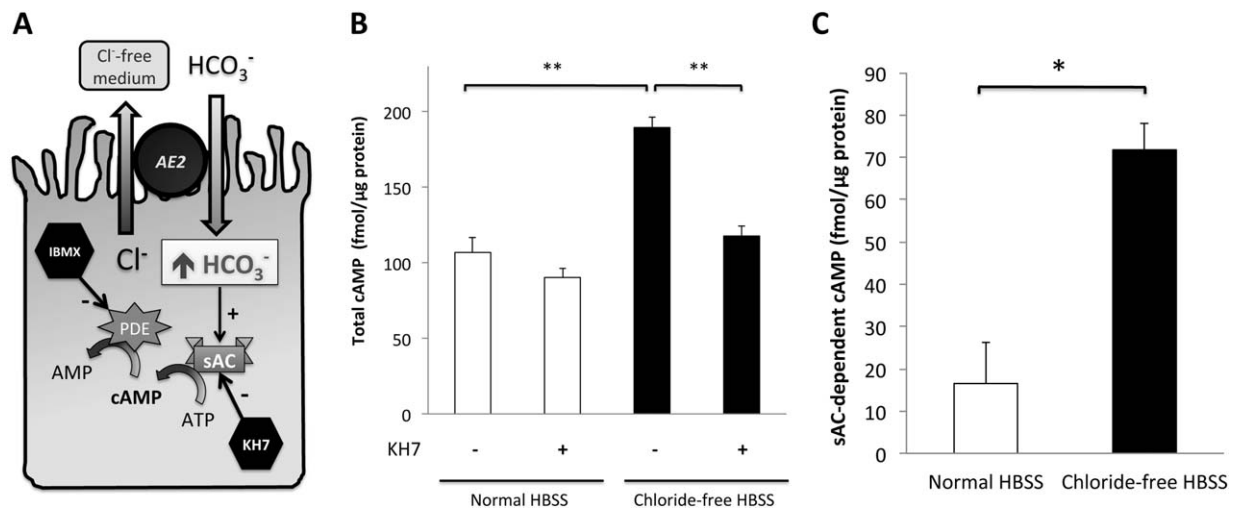 A
Cl⁻-free
medium
HCO₃⁻
AE2
IBMX
Cl⁻
HCO₃⁻
-
PDE
+
sAC
AMP
cAMP
ATP
-
KH7
B
Total cAMP (fmol/µg protein)
**
**
200
150
100
50
0
KH7
-
+
-
+
Normal HBSS
Chloride-free HBSS
C
sAC-dependent cAMP (fmol/µg protein)
*
90
80
70
60
50
40
30
20
10
0
Normal HBSS
Chloride-free HBSS